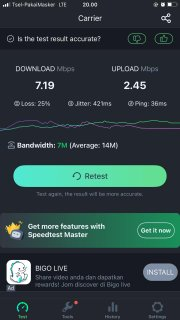 Tsel-PakaiMasker LTE 20.00
Carrier
Is the test result accurate?
DOWNLOAD Mbps UPLOAD Mbps
7.19 2.45
Loss: 25% Jitter: 421ms Ping: 36ms
Bandwidth: 7M (Average: 14M)
Retest
Test again, the result will be more accurate.
Get more features with
Speedtest Master
Get it now
BIGO LIVE
Share video anda dan dapatkan
rewards! Jom discover di Bigo live
INSTALL
Ad
Test Tools History Settings